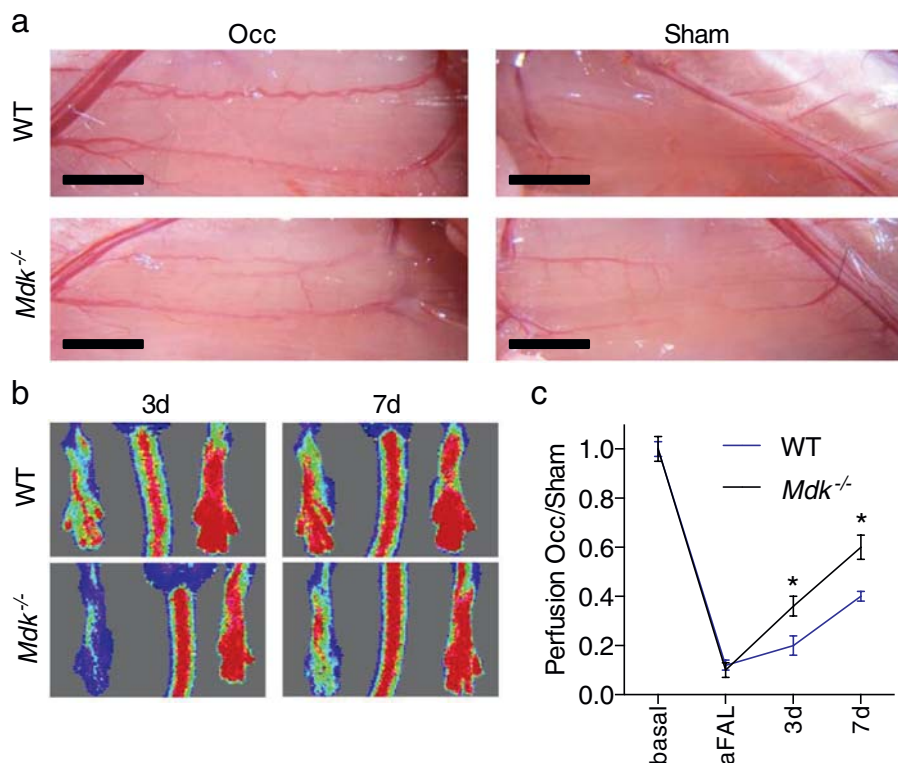 a
Occ
Sham
WT
Mdk-/-
b
3d
7d
WT
Mdk-/-
c
WT
Mdk-/-
Perfusion Occ/Sham
1.0
0.8
0.6
0.4
0.2
0.0
*
*
basal
aFAL
3d
7d